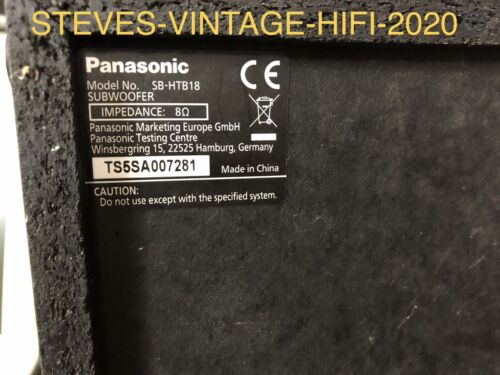 STEVES-VINTAGE-HIFI-2020
Panasonic
Model No. SB-HTB18
SUBWOOFER
IMPEDANCE: 8Ω
Panasonic Marketing Europe GmbH
Panasonic Testing Centre
Winsbergring 15, 22525 Hamburg, Germany
TS5SA007281 Made in China
CAUTION:
Do not use except with the specified system.
CE